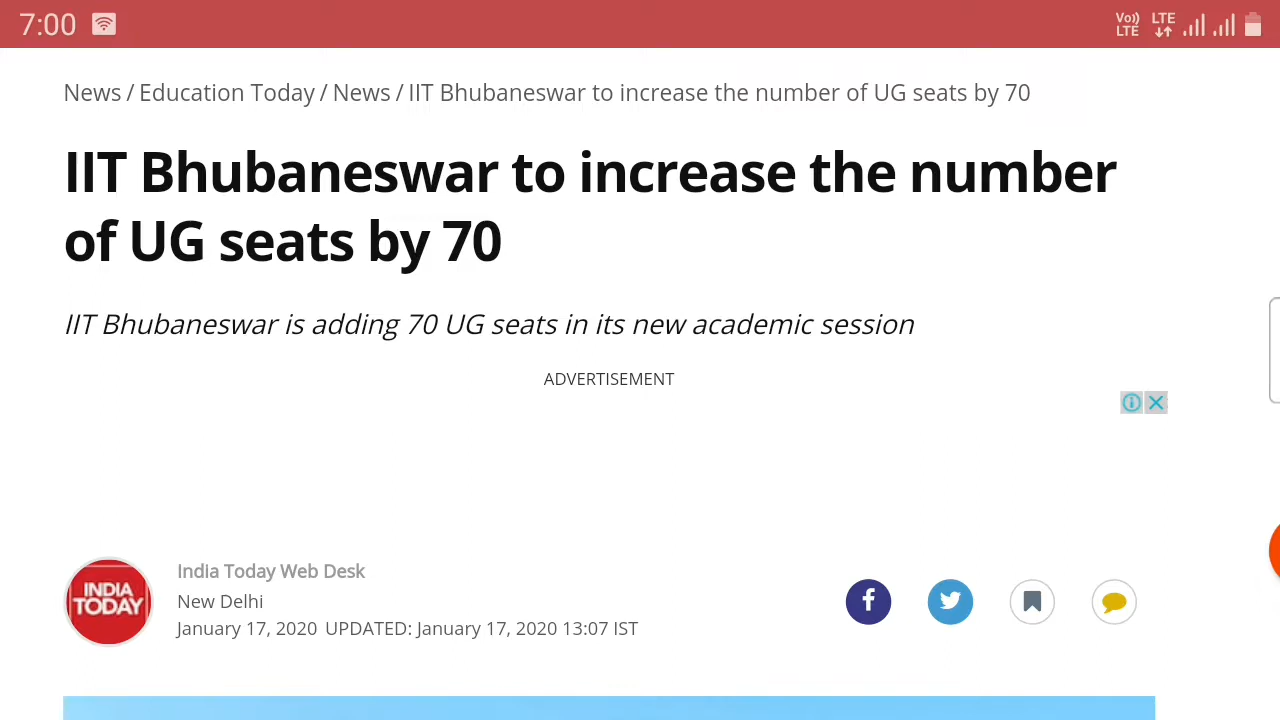 7:00 Vo)) LTE LTE
News / Education Today / News / IIT Bhubaneswar to increase the number of UG seats by 70
IIT Bhubaneswar to increase the number
of UG seats by 70
IIT Bhubaneswar is adding 70 UG seats in its new academic session
ADVERTISEMENT
INDIA
TODAY
India Today Web Desk
New Delhi
January 17, 2020 UPDATED: January 17, 2020 13:07 IST